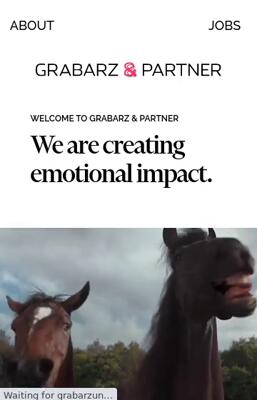 ABOUT JOBS
GRABARZ & PARTNER
WELCOME TO GRABARZ & PARTNER
We are creating
emotional impact.
Waiting for grabarzun...